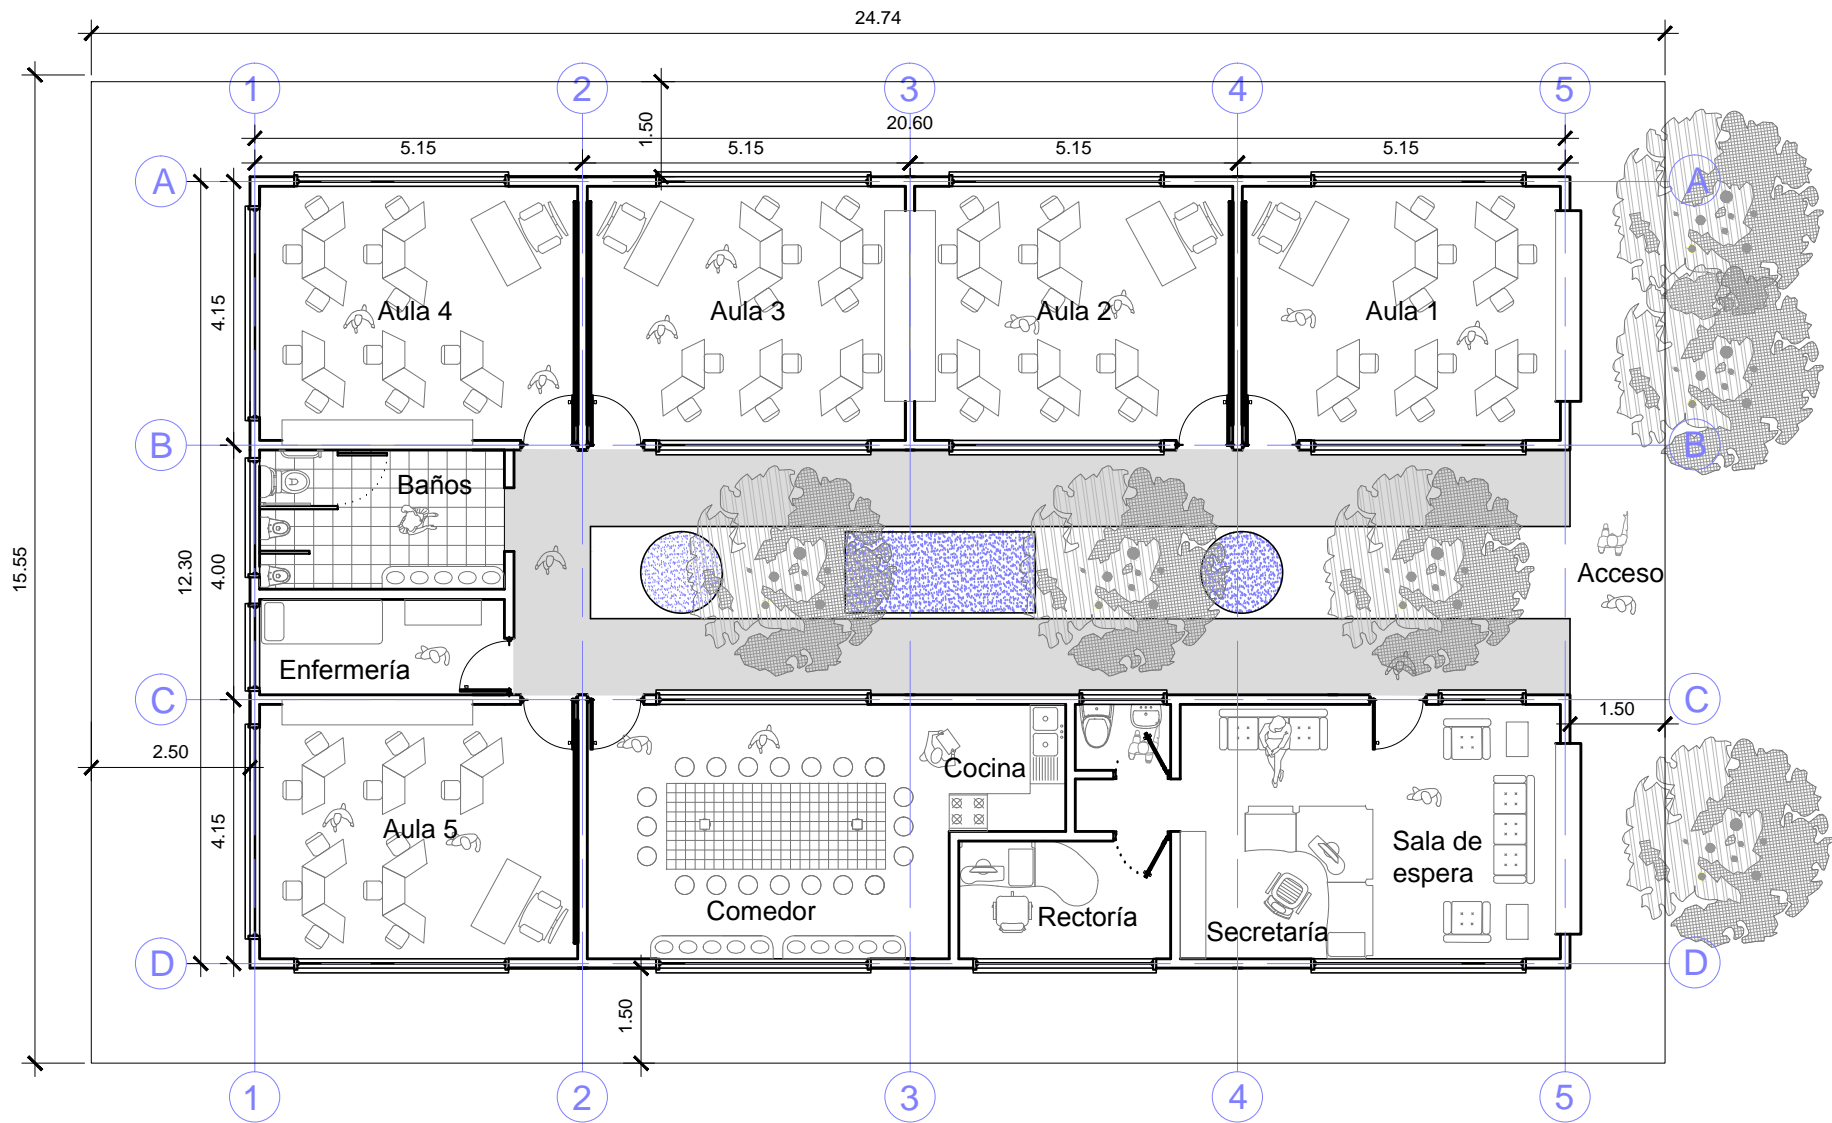 24.74
1
2
3
4
5
1.50
20.60
5.15
5.15
5.15
5.15
A
A
4.15
Aula 4
Aula 3
Aula 2
Aula 1
B
B
Baños
15.55
12.30
4.00
Acceso
Enfermería
C
C
1.50
2.50
Cocina
4.15
Aula 5
Sala de
espera
Comedor
Rectoría
Secretaría
D
D
1.50
1
2
3
4
5